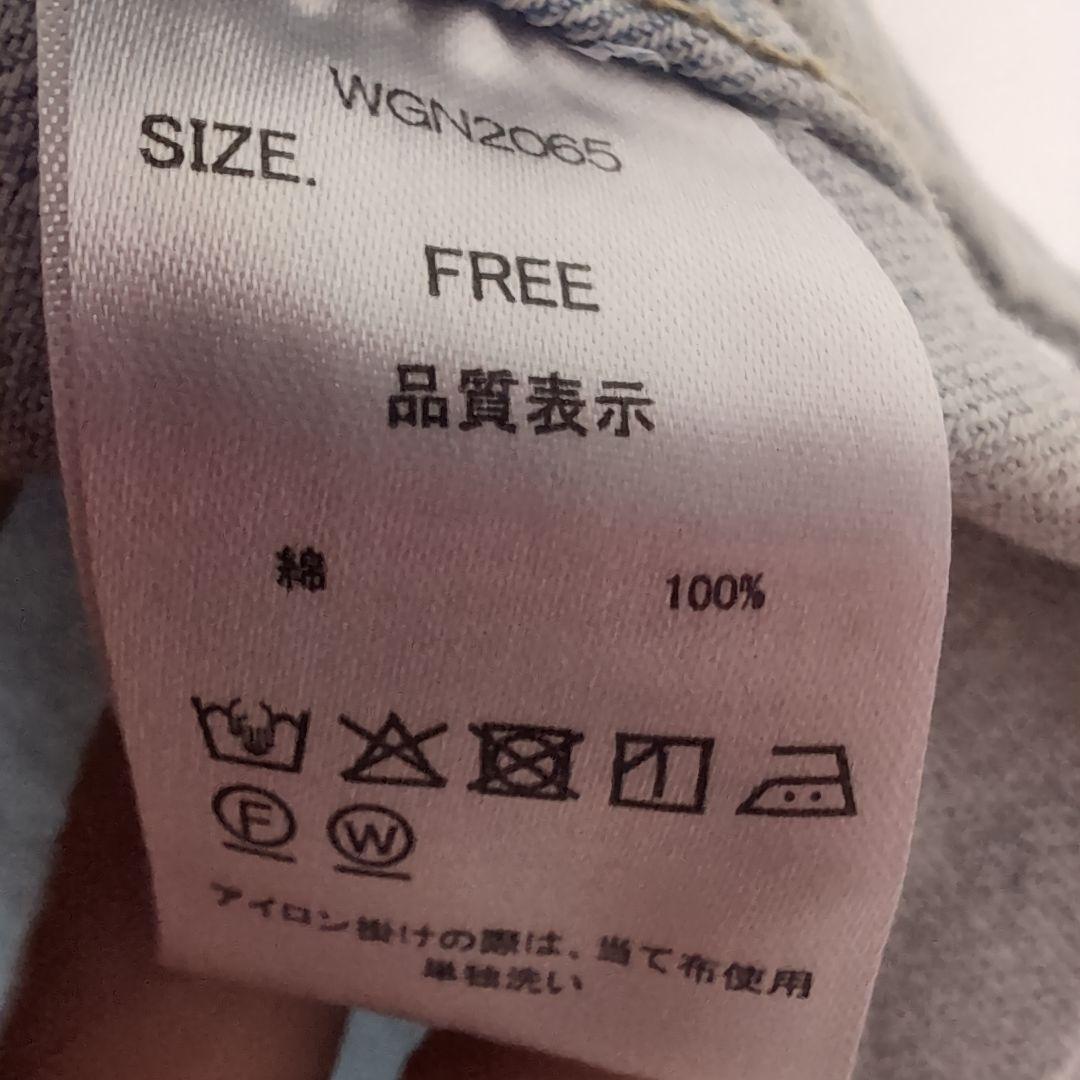 WGN2065
SIZE.
FREE
品質表示
綿 100%
F W
アイロン掛けの際は、当て布使用
単独洗い